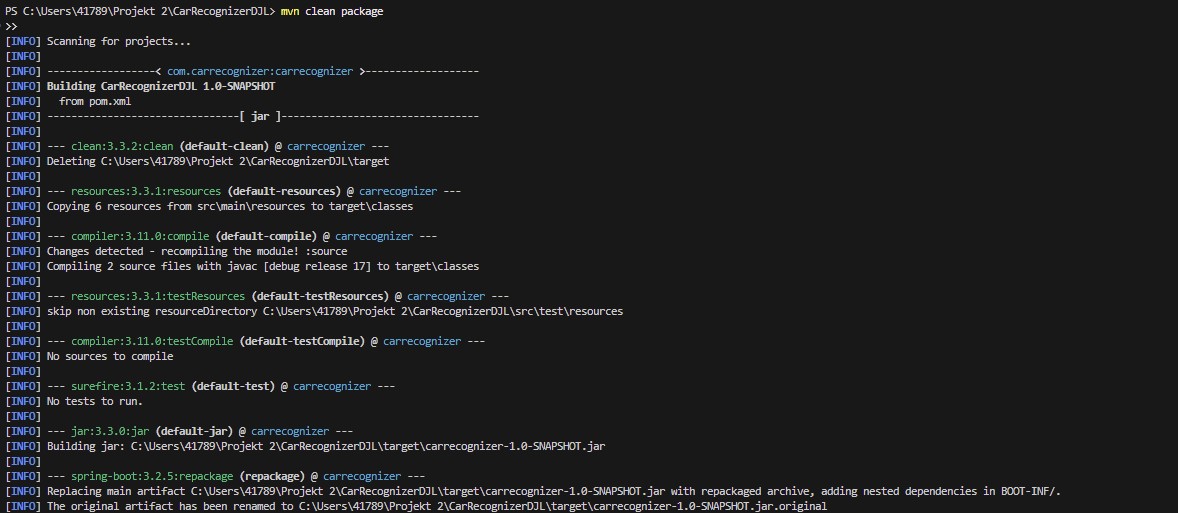 PS C:\Users\41789\Projekt 2\CarRecognizerDJL> mvn clean package
>>
[INFO] Scanning for projects...
[INFO]
[INFO] ------------------< com.carrecognizer:carrecognizer >-------------------
[INFO] Building CarRecognizerDJL 1.0-SNAPSHOT
[INFO]   from pom.xml
[INFO] --------------------------------[ jar ]---------------------------------
[INFO]
[INFO] --- clean:3.3.2:clean (default-clean) @ carrecognizer ---
[INFO] Deleting C:\Users\41789\Projekt 2\CarRecognizerDJL\target
[INFO]
[INFO] --- resources:3.3.1:resources (default-resources) @ carrecognizer ---
[INFO] Copying 6 resources from src\main\resources to target\classes
[INFO]
[INFO] --- compiler:3.11.0:compile (default-compile) @ carrecognizer ---
[INFO] Changes detected - recompiling the module! :source
[INFO] Compiling 2 source files with javac [debug release 17] to target\classes
[INFO]
[INFO] --- resources:3.3.1:testResources (default-testResources) @ carrecognizer ---
[INFO] skip non existing resourceDirectory C:\Users\41789\Projekt 2\CarRecognizerDJL\src\test\resources
[INFO]
[INFO] --- compiler:3.11.0:testCompile (default-testCompile) @ carrecognizer ---
[INFO] No sources to compile
[INFO]
[INFO] --- surefire:3.1.2:test (default-test) @ carrecognizer ---
[INFO] No tests to run.
[INFO]
[INFO] --- jar:3.3.0:jar (default-jar) @ carrecognizer ---
[INFO] Building jar: C:\Users\41789\Projekt 2\CarRecognizerDJL\target\carrecognizer-1.0-SNAPSHOT.jar
[INFO]
[INFO] --- spring-boot:3.2.5:repackage (repackage) @ carrecognizer ---
[INFO] Replacing main artifact C:\Users\41789\Projekt 2\CarRecognizerDJL\target\carrecognizer-1.0-SNAPSHOT.jar with repackaged archive, adding nested dependencies in BOOT-INF/.
[INFO] The original artifact has been renamed to C:\Users\41789\Projekt 2\CarRecognizerDJL\target\carrecognizer-1.0-SNAPSHOT.jar.original